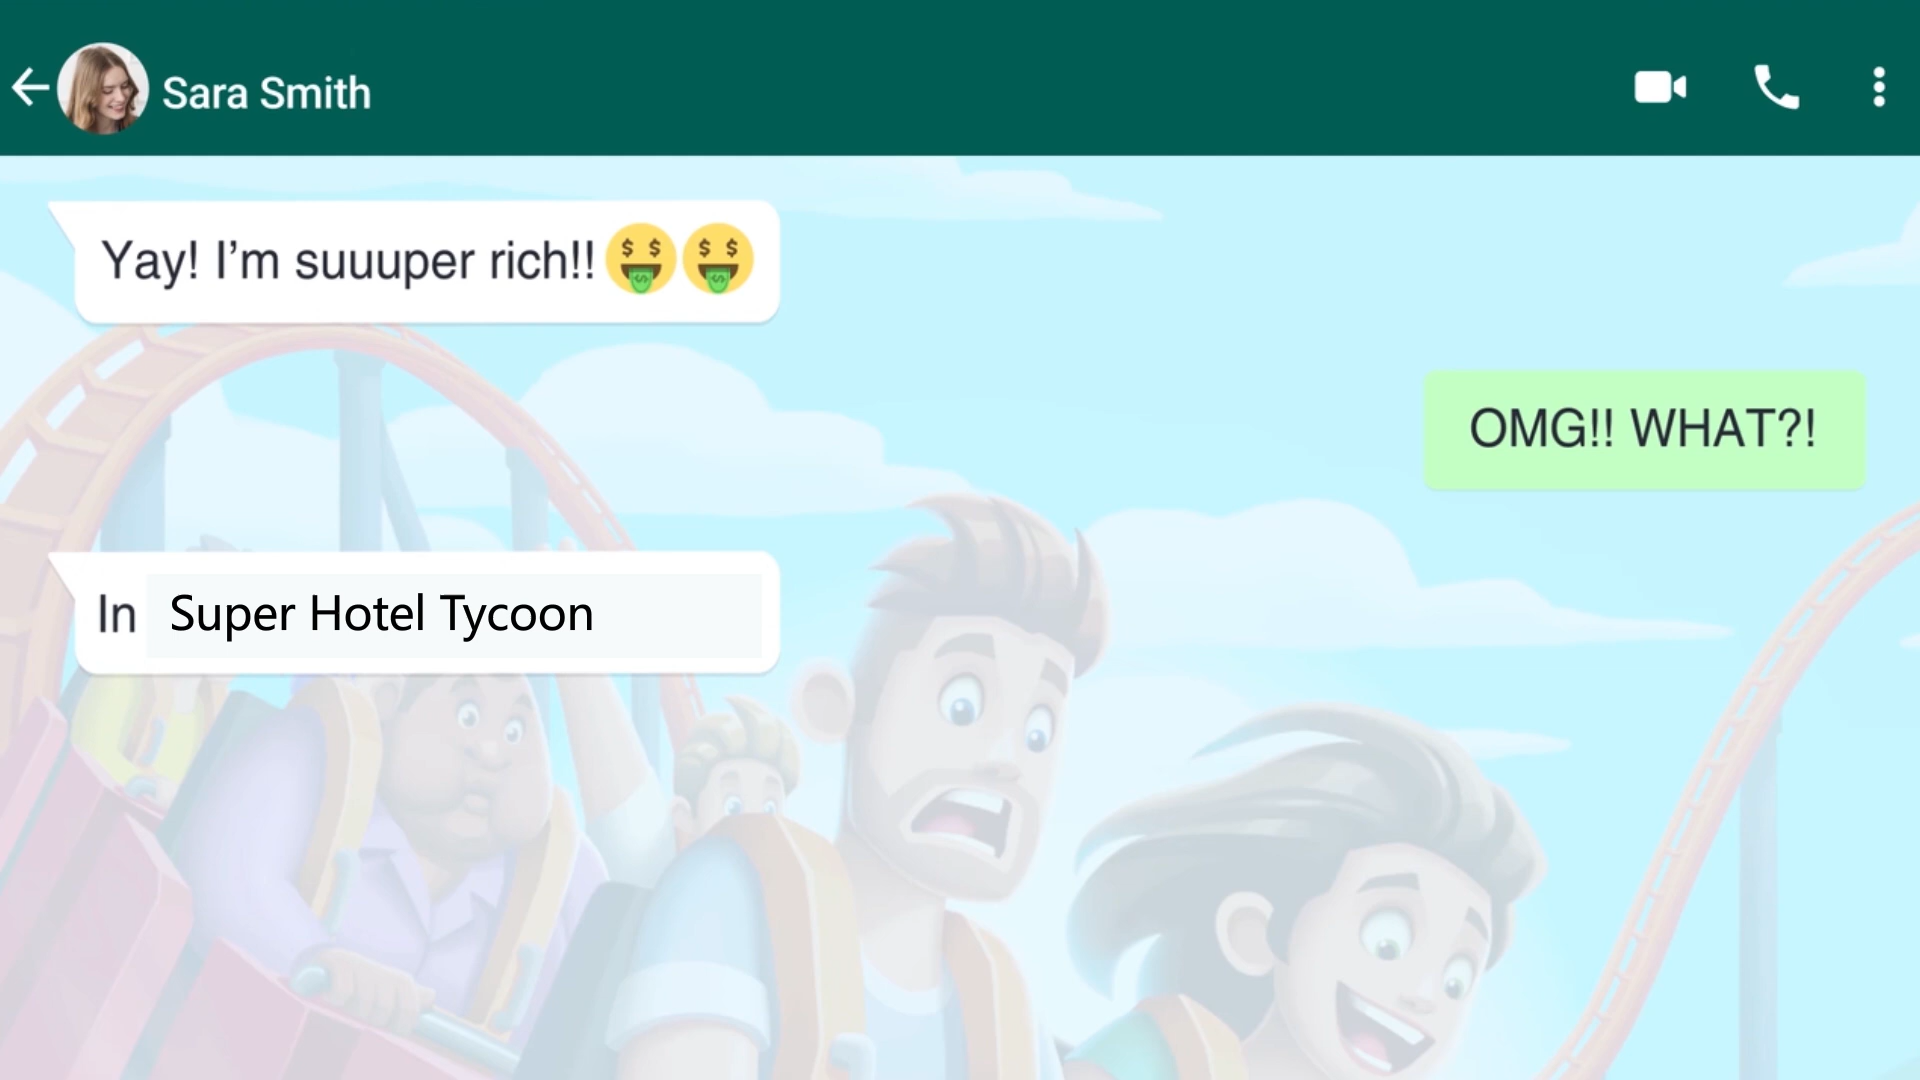 Sara Smith
Yay! I’m suuuper rich!!🤑🤑
OMG!! WHAT?!
In Super Hotel Tycoon